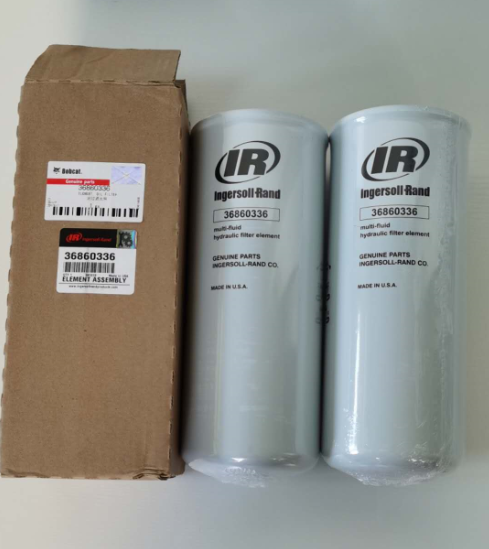 Bobcat.
Genuine parts
36860336
Ingersoll Rand
36860336
ELEMENT ASSEMBLY
IR
Ingersoll-Rand
36860336
multi-fluid
hydraulic filter element
GENUINE PARTS
INGERSOLL-RAND CO.
MADE IN U.S.A.
IR
Ingersoll-Rand
36860336
multi-fluid
hydraulic filter element
GENUINE PARTS
INGERSOLL-RAND CO.
MADE IN U.S.A.